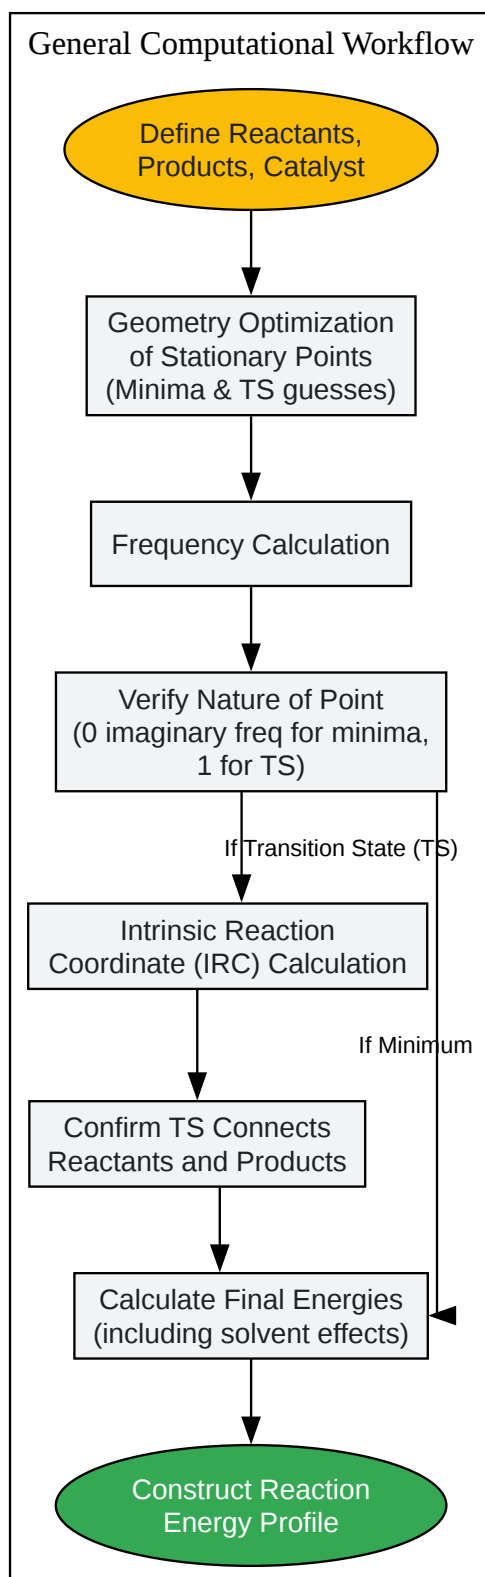 General Computational Workflow
Define Reactants,
Products, Catalyst
Geometry Optimization
of Stationary Points
(Minima & TS guesses)
Frequency Calculation
Verify Nature of Point
(0 imaginary freq for minima,
1 for TS)
If Transition State (TS)
Intrinsic Reaction
Coordinate (IRC) Calculation
If Minimum
Confirm TS Connects
Reactants and Products
Calculate Final Energies
(including solvent effects)
Construct Reaction
Energy Profile